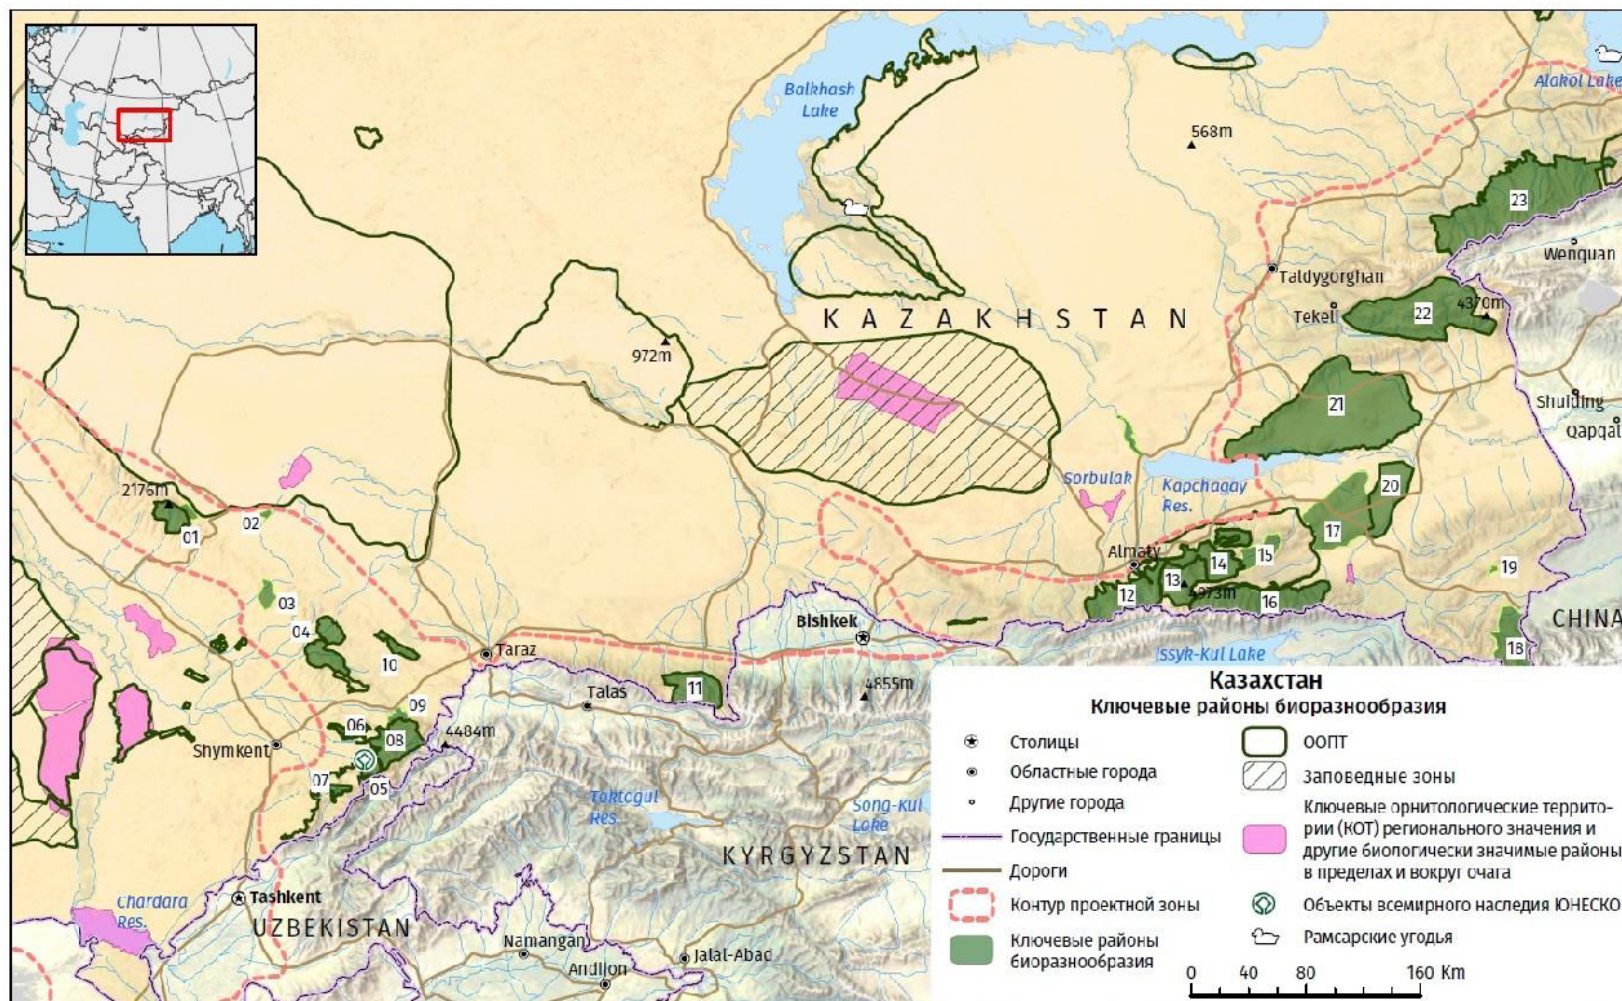 Balkhash
Lake
568m
Alakol Lake
23
Wenquan
Taldygorghan
Tekeli
22
4370m
KAZAKHSTAN
972m
21
Shulding
Qapqal
2176m
01
02
Sorbulak
Kapchagay
Res.
20
17
03
Almaty
14
15
19
04
12
13
4973m
16
Bishkek
CHINA
10
Taraz
Issyk-Kul Lake
18
11
Talas
4855m
09
06
08
4484m
Shymkent
07
05
Toktogul
Res.
Song-Kul
Lake
KYRGYZSTAN
Tashkent
Chardara
Res.
UZBEKISTAN
Namangan
Jalal-Abad
Andijon
Казахстан
Ключевые районы биоразнообразия
Столицы
Областные города
Другие города
Государственные границы
Дороги
Контур проектной зоны
Ключевые районы
биоразнообразия
ООПТ
Заповедные зоны
Ключевые орнитологические террито-
рии (КОТ) регионального значения и
другие биологически значимые районы
в пределах и вокруг очага
Объекты всемирного наследия ЮНЕСКО
Рамсарские угодья
0 40 80 160 Km